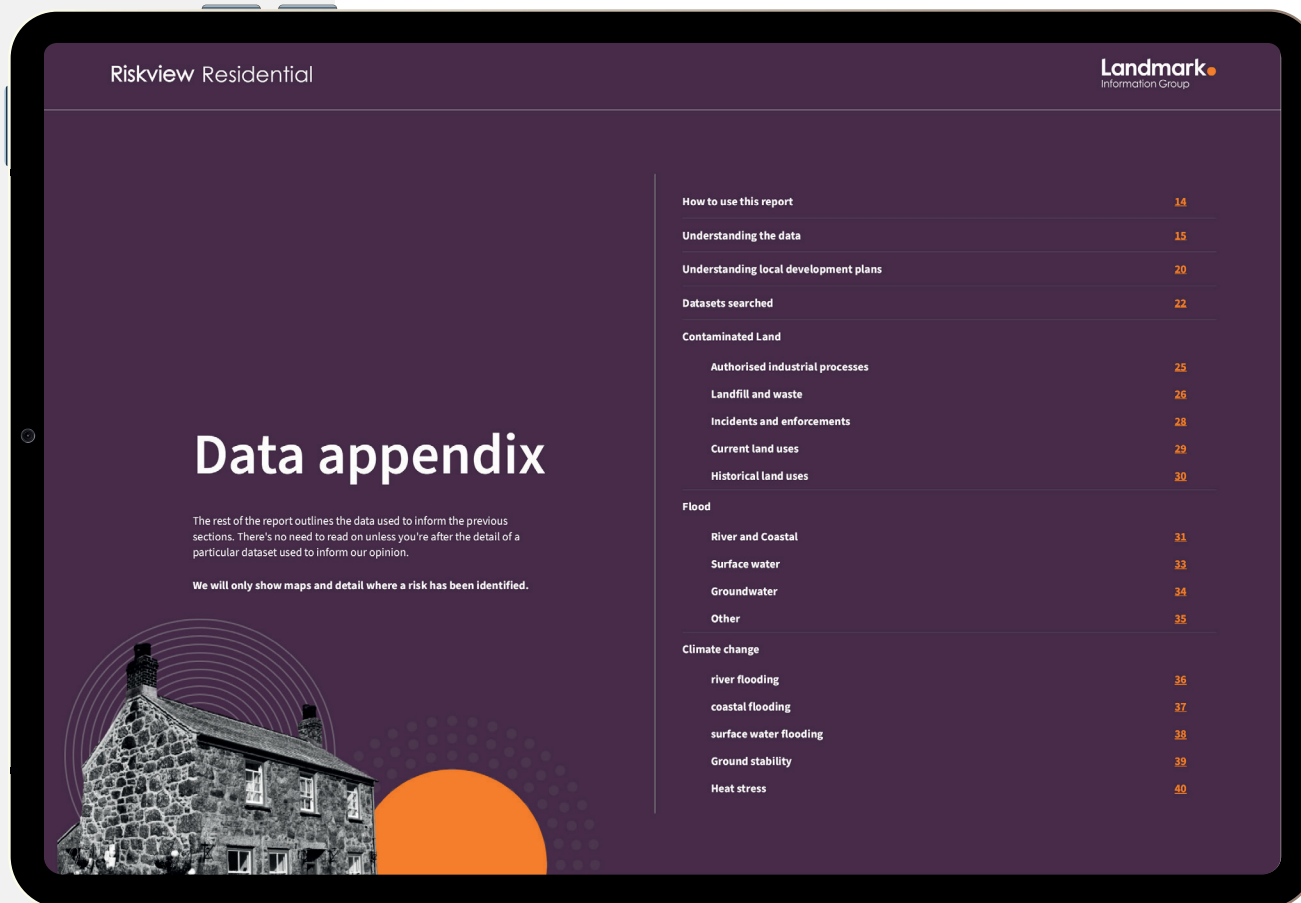 Riskview Residential
Landmark
Information Group
Data appendix
The rest of the report outlines the data used to inform the previous
sections. There's no need to read on unless you're after the detail of a
particular dataset used to inform our opinion.
We will only show maps and detail where a risk has been identified.
How to use this report 14
Understanding the data 15
Understanding local development plans 20
Datasets searched 22
Contaminated Land
Authorised industrial processes 25
Landfill and waste 26
Incidents and enforcements 28
Current land uses 29
Historical land uses 30
Flood
River and Coastal 31
Surface water 33
Groundwater 34
Other 35
Climate change
river flooding 36
coastal flooding 37
surface water flooding 38
Ground stability 39
Heat stress 40